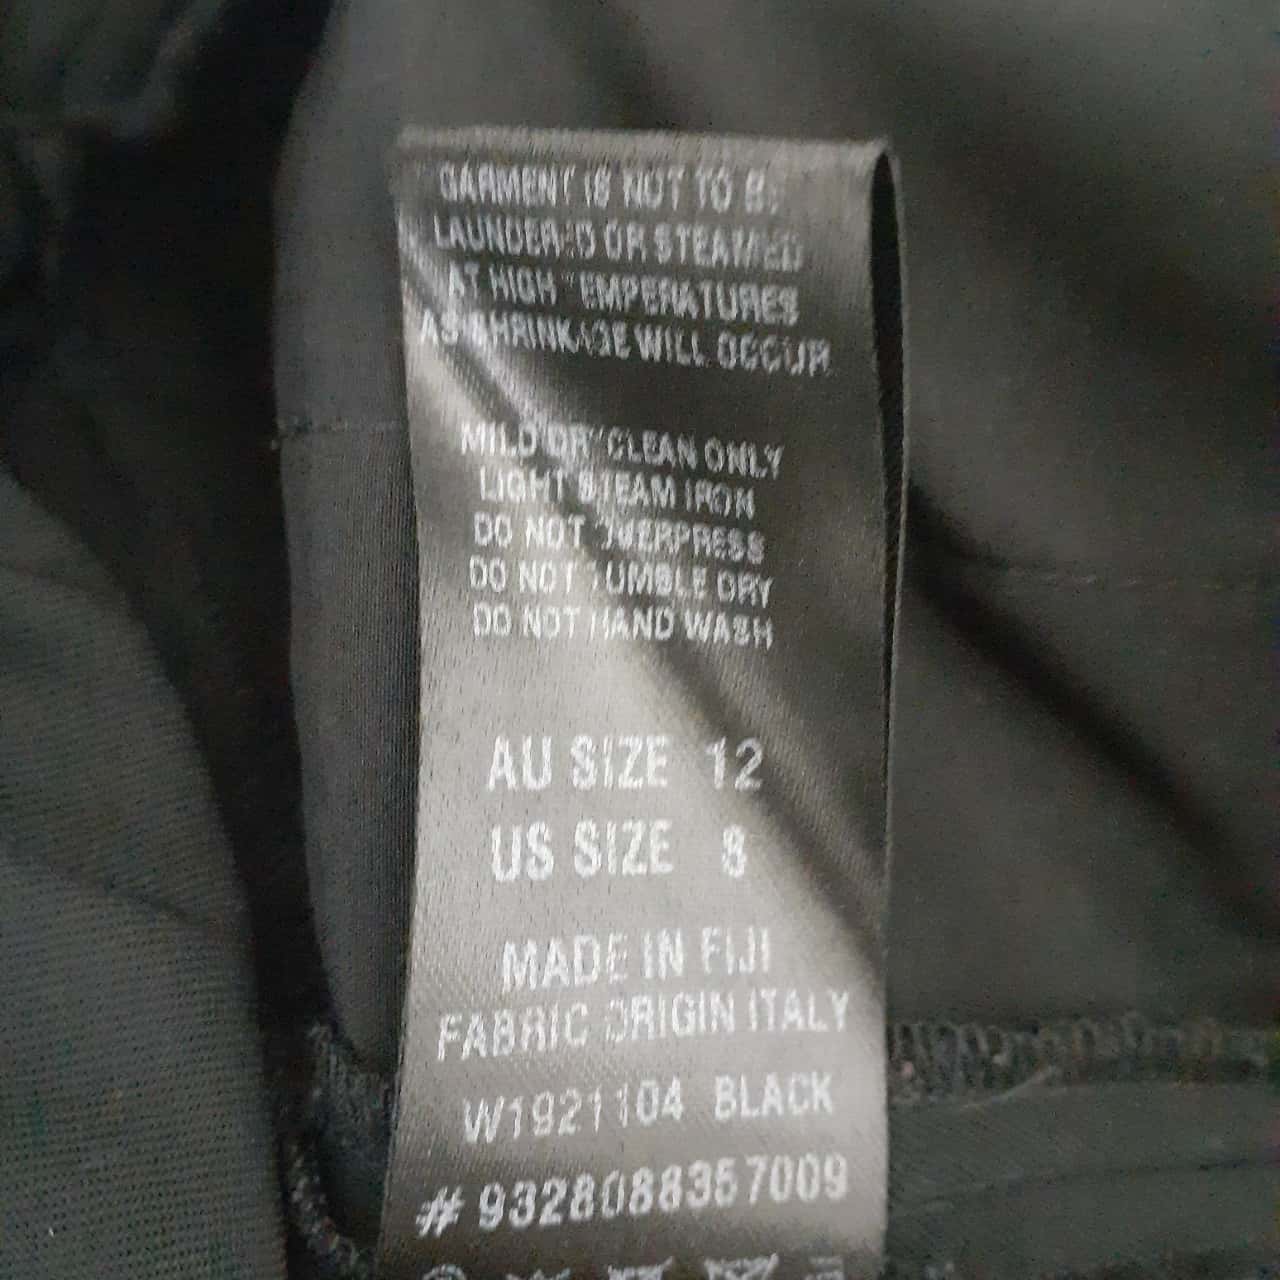 GARMENT IS NOT TO BE
LAUNDERED OR STEAMED
AT HIGH TEMPERATURES
AS SHRINKAGE WILL OCCUR
MILD DRY CLEAN ONLY
LIGHT STEAM IRON
DO NOT OVERPRESS
DO NOT TUMBLE DRY
DO NOT HAND WASH
AU SIZE 12
US SIZE 8
MADE IN FIJI
FABRIC ORIGIN ITALY
W1921104 BLACK
# 9328088357009